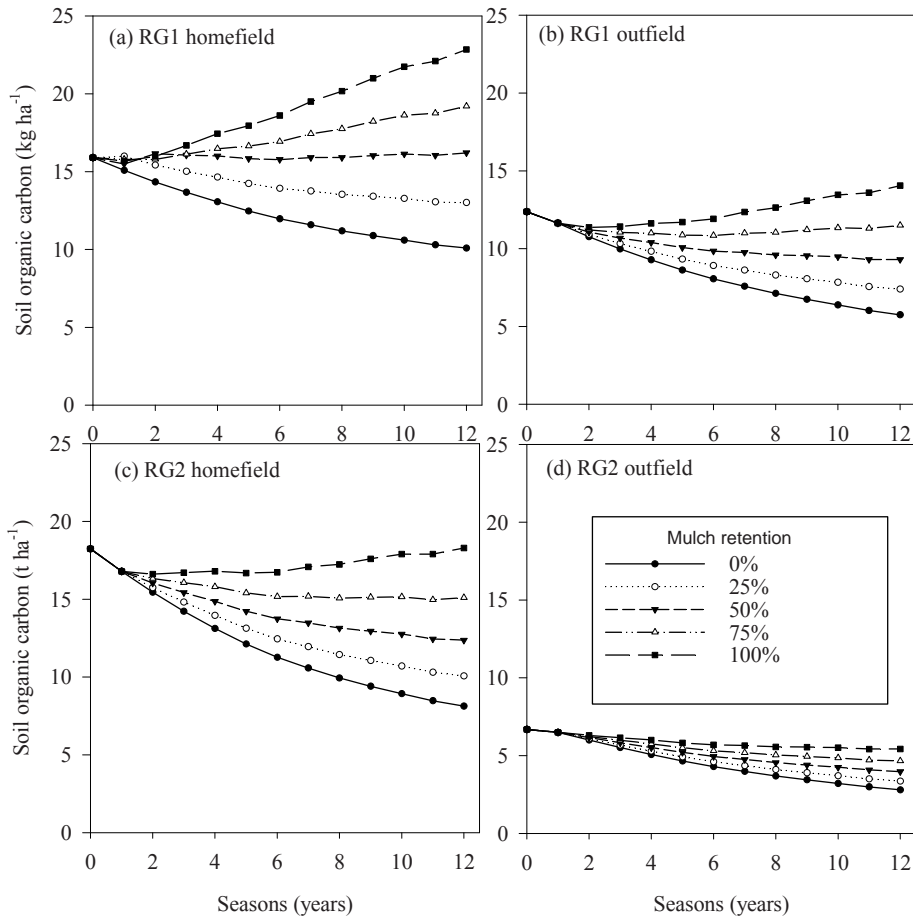 (a) RG1 homefield
(b) RG1 outfield
Soil organic carbon (kg ha⁻¹)
25
20
15
10
5
0
0 2 4 6 8 10 12
25
20
15
10
5
0
0 2 4 6 8 10 12
(c) RG2 homefield
(d) RG2 outfield
Soil organic carbon (t ha⁻¹)
25
20
15
10
5
0
0 2 4 6 8 10 12
Seasons (years)
25
20
15
10
5
0
0 2 4 6 8 10 12
Seasons (years)
Mulch retention
0%
25%
50%
75%
100%